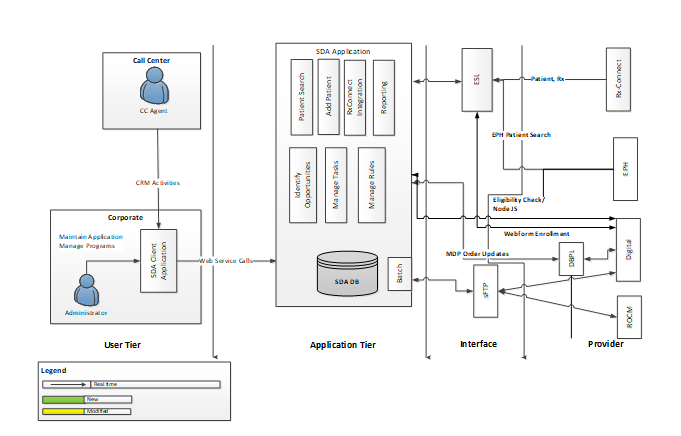 Call Center
CC Agent
CRM Activities
Corporate
Maintain Application
Manage Programs
SDA Client
Application
Administrator
Web Service Calls
User Tier
SDA Application
Patient Search
Add Patient
RxConnect
Integration
Reporting
Identify
Opportunities
Manage Tasks
Manage Rules
SDA DB
Batch
Application Tier
ESL
Patient, Rx
Rx-Connect
EPH Patient Search
EPH
Eligibility Check/
Node JS
Webform Enrollment
MDP Order Updates
DBPL
Digital
sFTP
ROCM
Interface
Provider
Legend
Real time
New
Modified